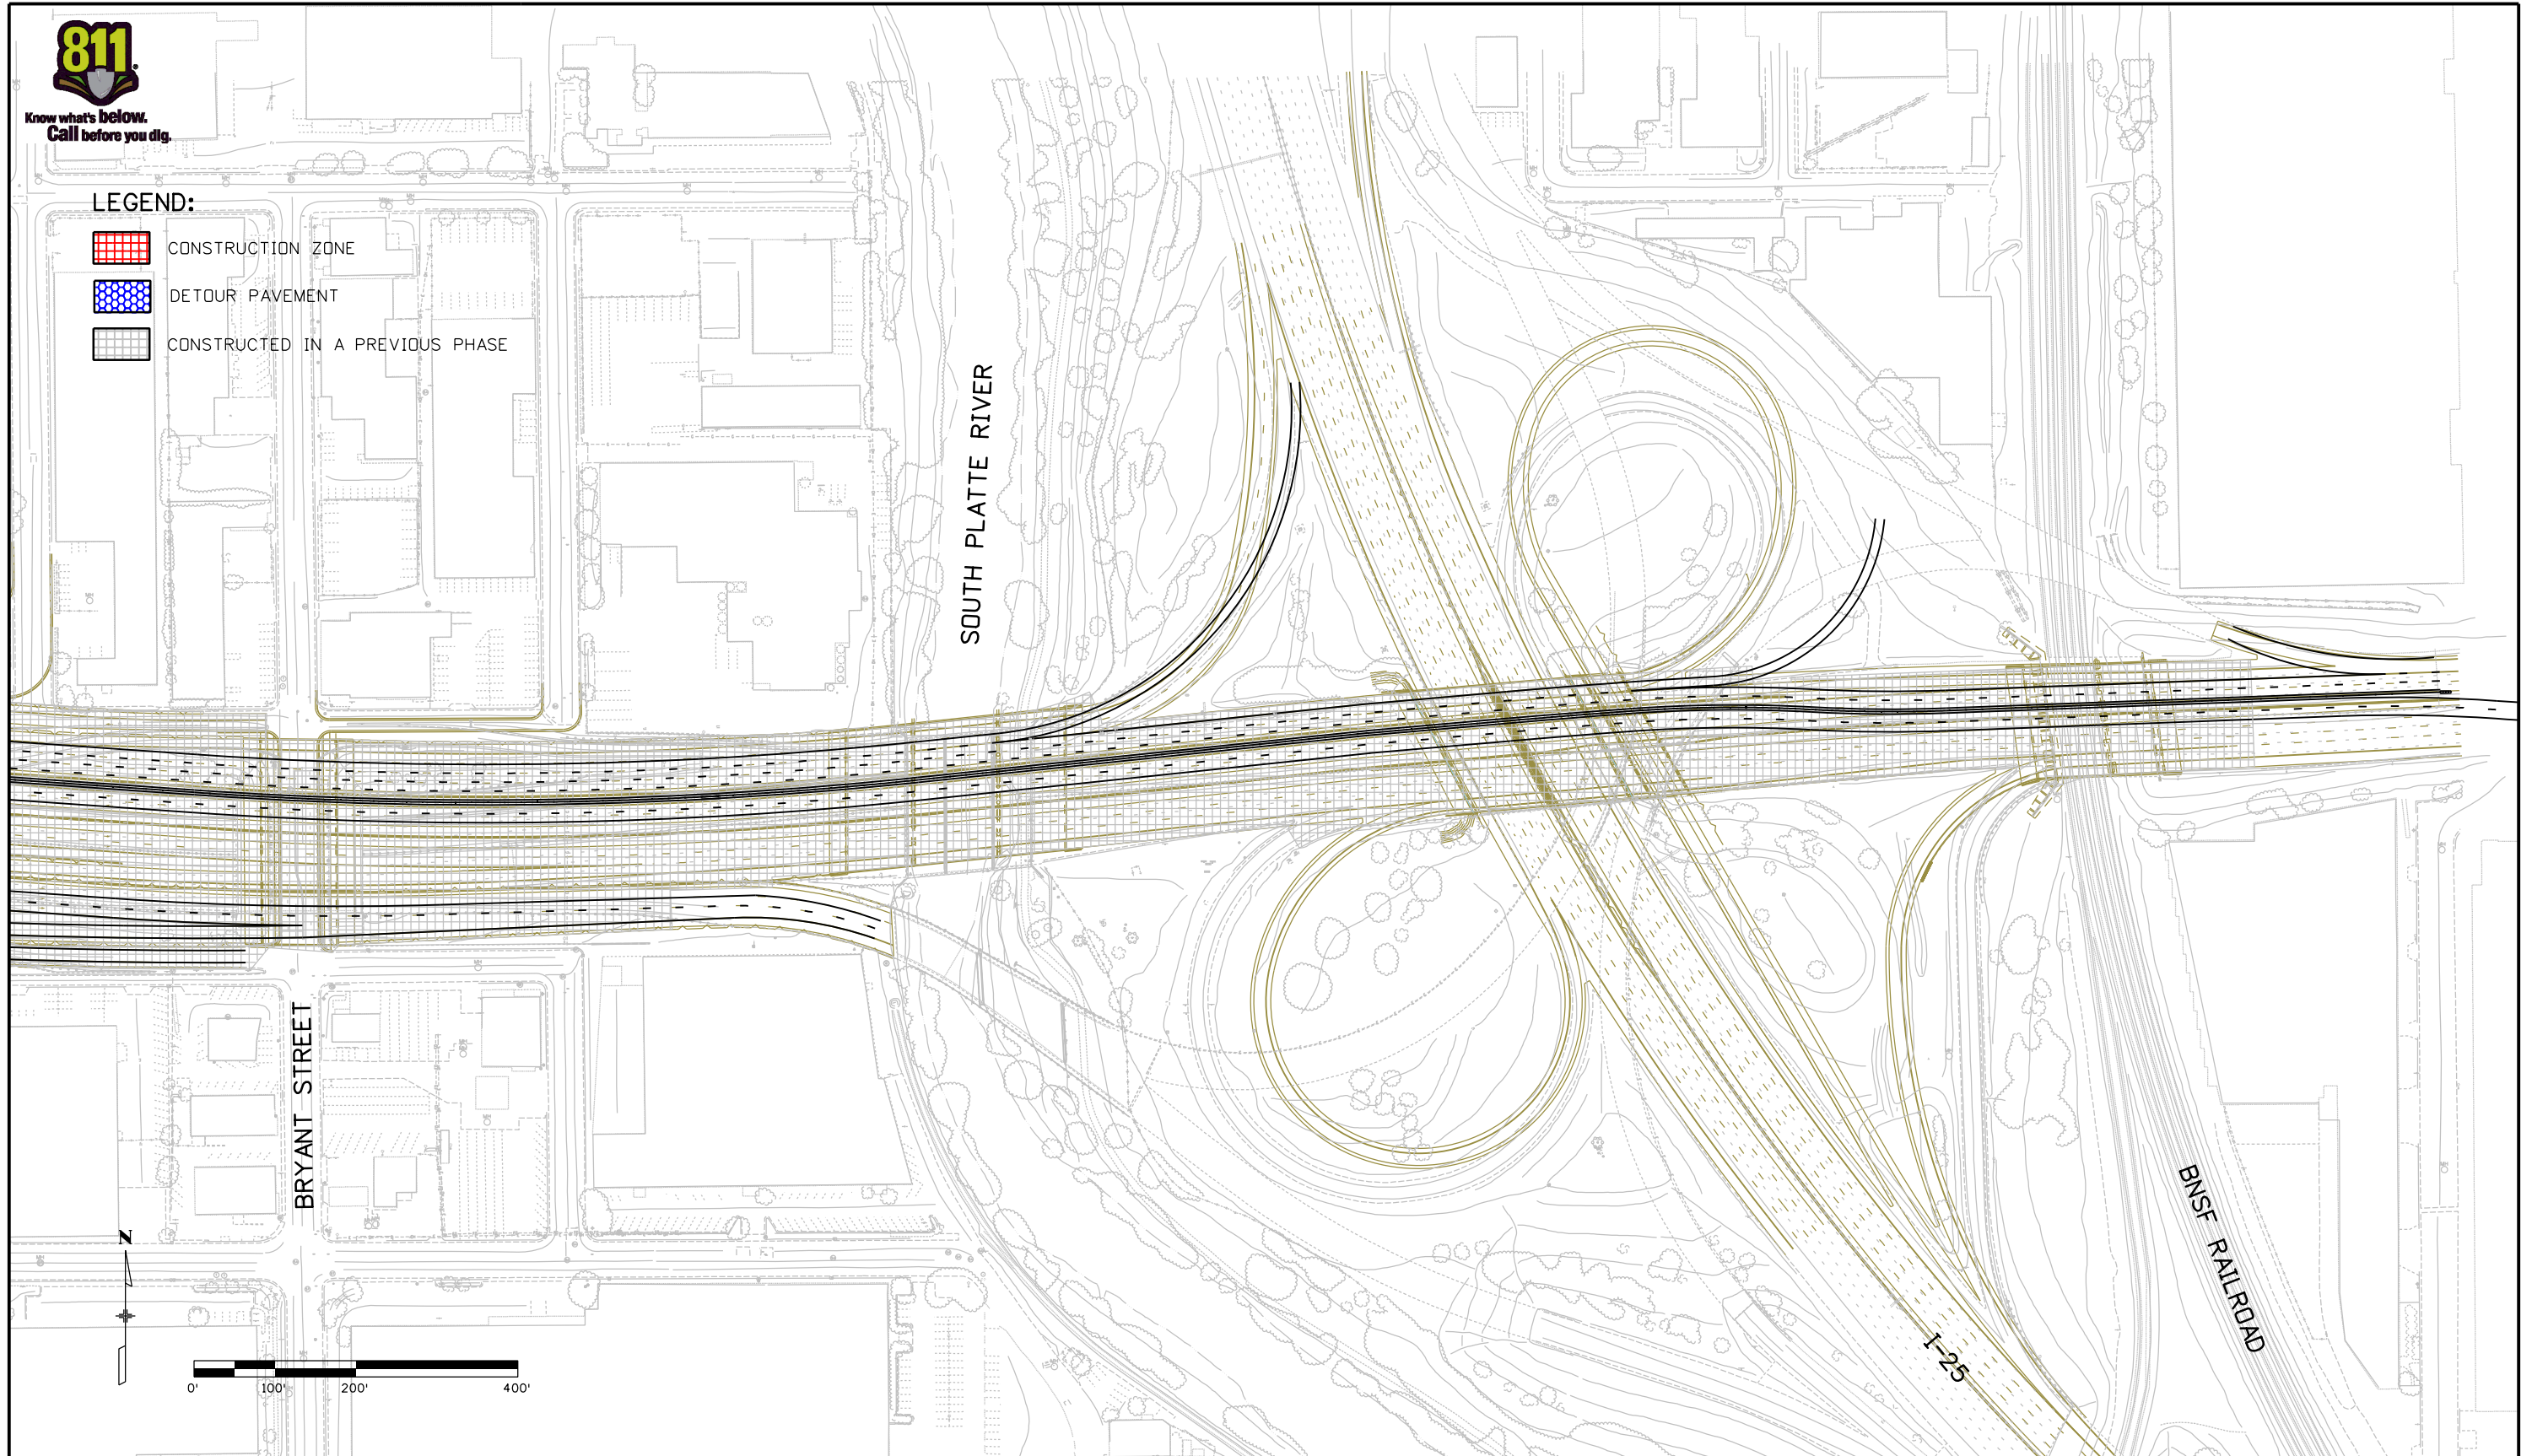 811
Know what's below.
Call before you dig.
LEGEND:
CONSTRUCTION ZONE
DETOUR PAVEMENT
CONSTRUCTED IN A PREVIOUS PHASE
SOUTH PLATTE RIVER
BRYANT STREET
BNSF RAILROAD
I-25
N
0' 100' 200' 400'